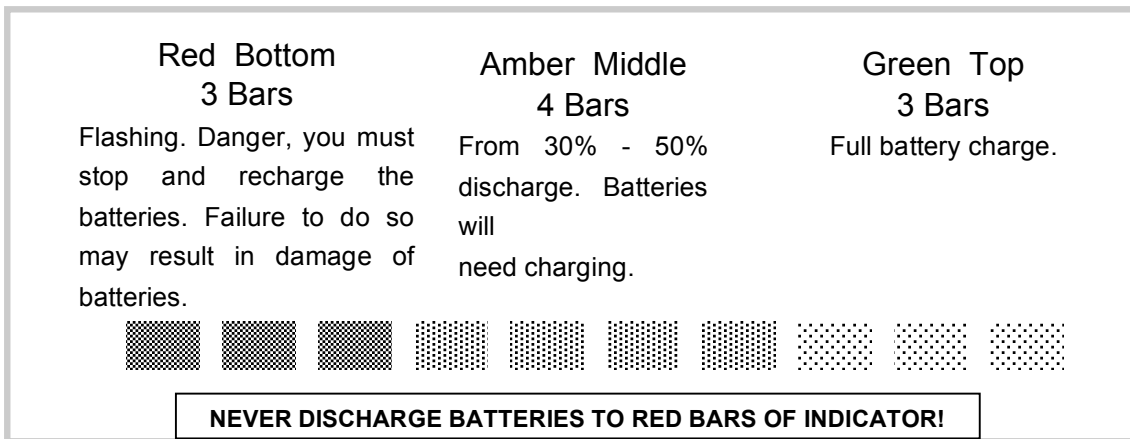 Red Bottom
3 Bars
Flashing. Danger, you must
stop and recharge the
batteries. Failure to do so
may result in damage of
batteries.
Amber Middle
4 Bars
From 30% - 50%
discharge. Batteries
will
need charging.
Green Top
3 Bars
Full battery charge.
NEVER DISCHARGE BATTERIES TO RED BARS OF INDICATOR!